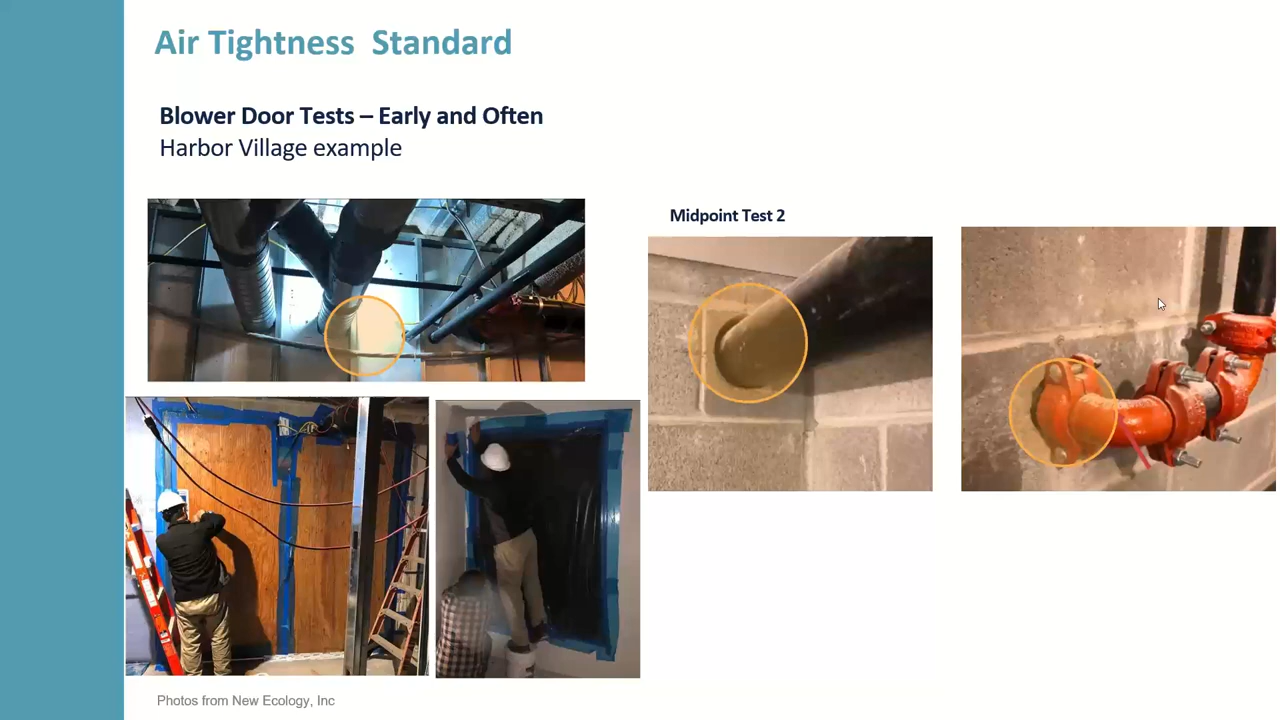 Air Tightness Standard
Blower Door Tests – Early and Often
Harbor Village example
Midpoint Test 2
Photos from New Ecology, Inc